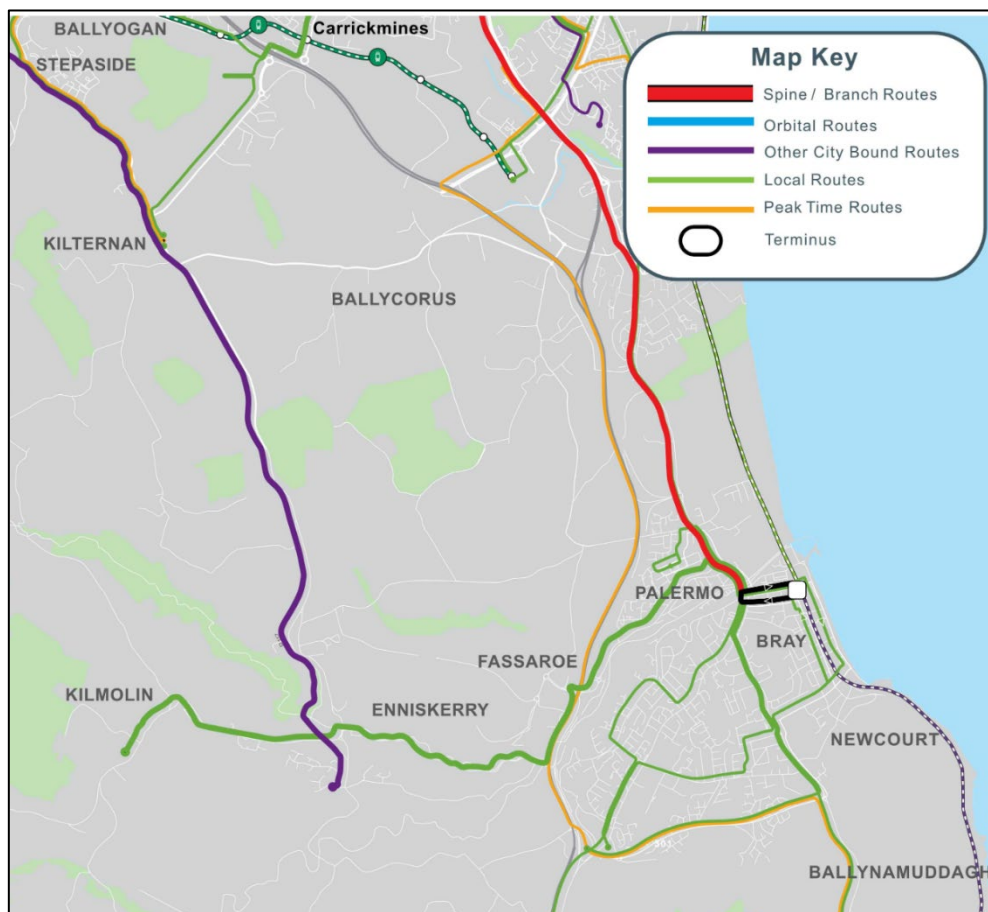 BALLYOGAN
Carrickmines
STEPASIDE
Map Key
Spine / Branch Routes
Orbital Routes
Other City Bound Routes
Local Routes
Peak Time Routes
Terminus
KILTERNAN
BALLYCORUS
PALERMO
BRAY
FASSAROE
KILMOLIN
ENNISKERRY
NEWCOURT
BALLYNAMUDDAGH